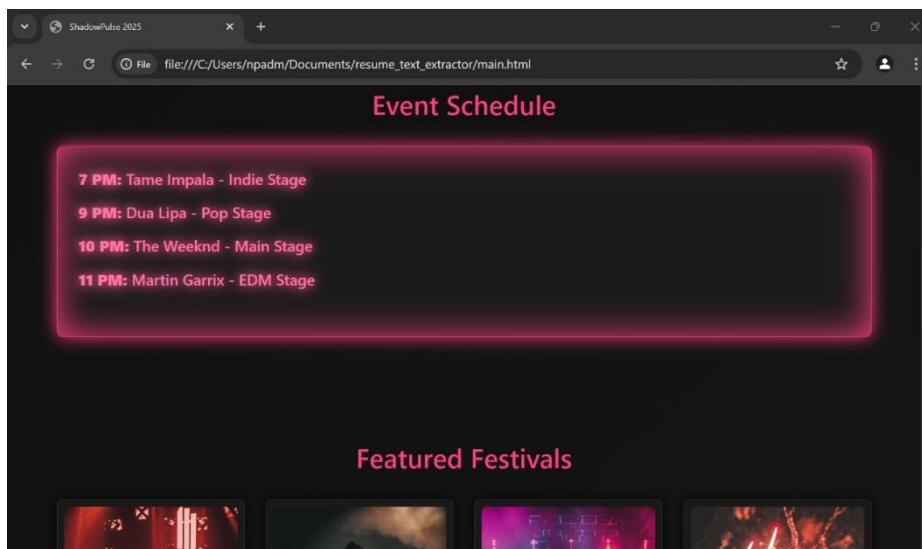 ShadowPulse 2025
File file:///C:/Users/npadm/Documents/resume_text_extractor/main.html
Event Schedule
7 PM: Tame Impala - Indie Stage
9 PM: Dua Lipa - Pop Stage
10 PM: The Weeknd - Main Stage
11 PM: Martin Garrix - EDM Stage
Featured Festivals